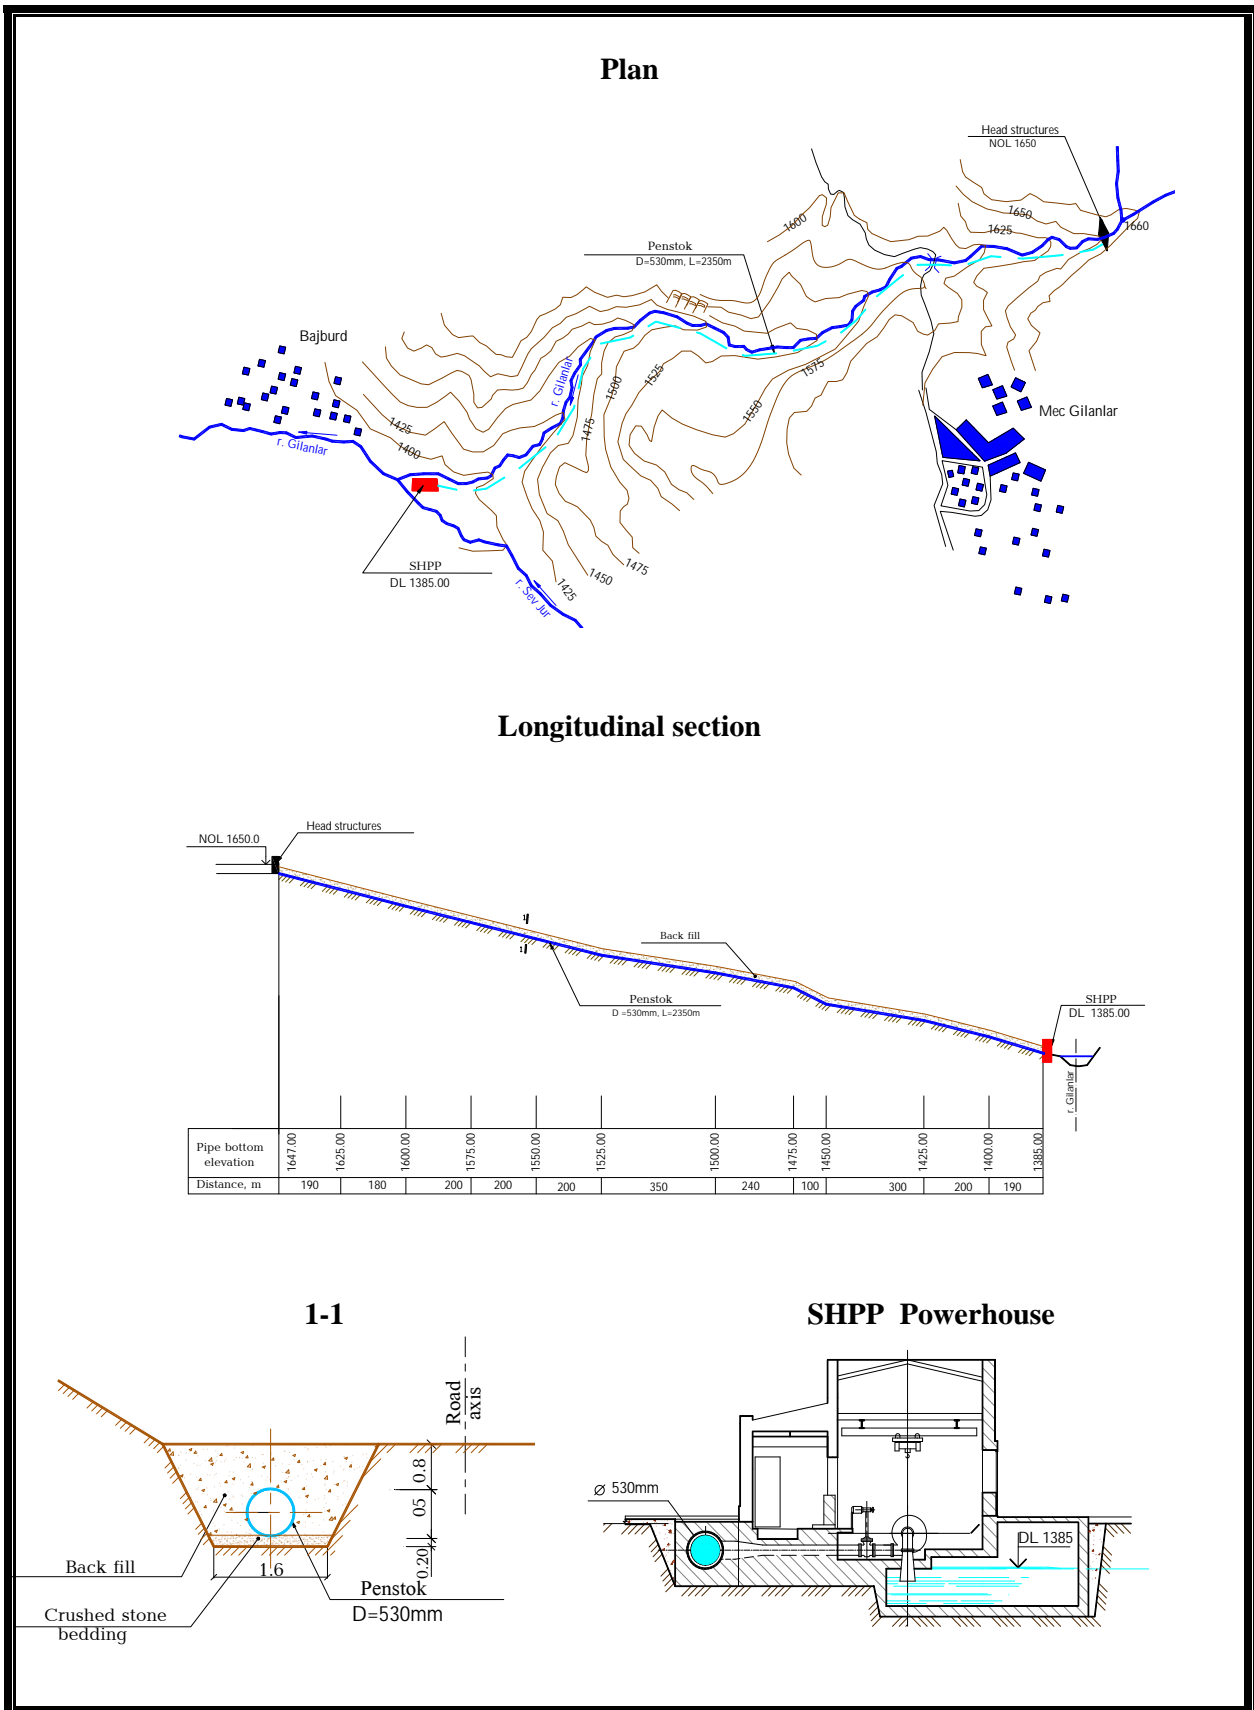 Plan
Head structures
NOL 1650
1650
1660
1625
1600
Penstok
D=530mm, L=2350m
Bajburd
r. Gilanlar
1575
1525
1500
1550
1475
Mec Gilanlar
1425
1400
r. Gilanlar
SHPP
DL 1385.00
1475
1450
1425
r. Sev Jur
Longitudinal section
Head structures
NOL 1650.0
1
1
Back fill
Penstok
D =530mm, L=2350m
SHPP
DL 1385.00
r. Gilanlar
Pipe bottom
elevation
1647.00 1625.00 1600.00 1575.00 1550.00 1525.00 1500.00 1475.00 1450.00 1425.00 1400.00 1385.00
Distance, m 190 180 200 200 200 350 240 100 300 200 190
1-1
SHPP Powerhouse
Road
axis
0.8
05
0.20
1.6
Back fill
Penstok
D=530mm
Crushed stone
bedding
Ø 530mm
DL 1385